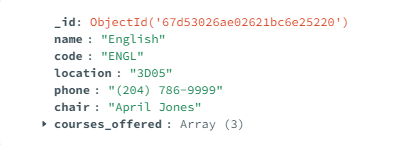 _id: ObjectId('67d53026ae02621bc6e25220')
name : "English"
code : "ENGL"
location : "3D05"
phone : "(204) 786-9999"
chair : "April Jones"
courses_offered : Array (3)